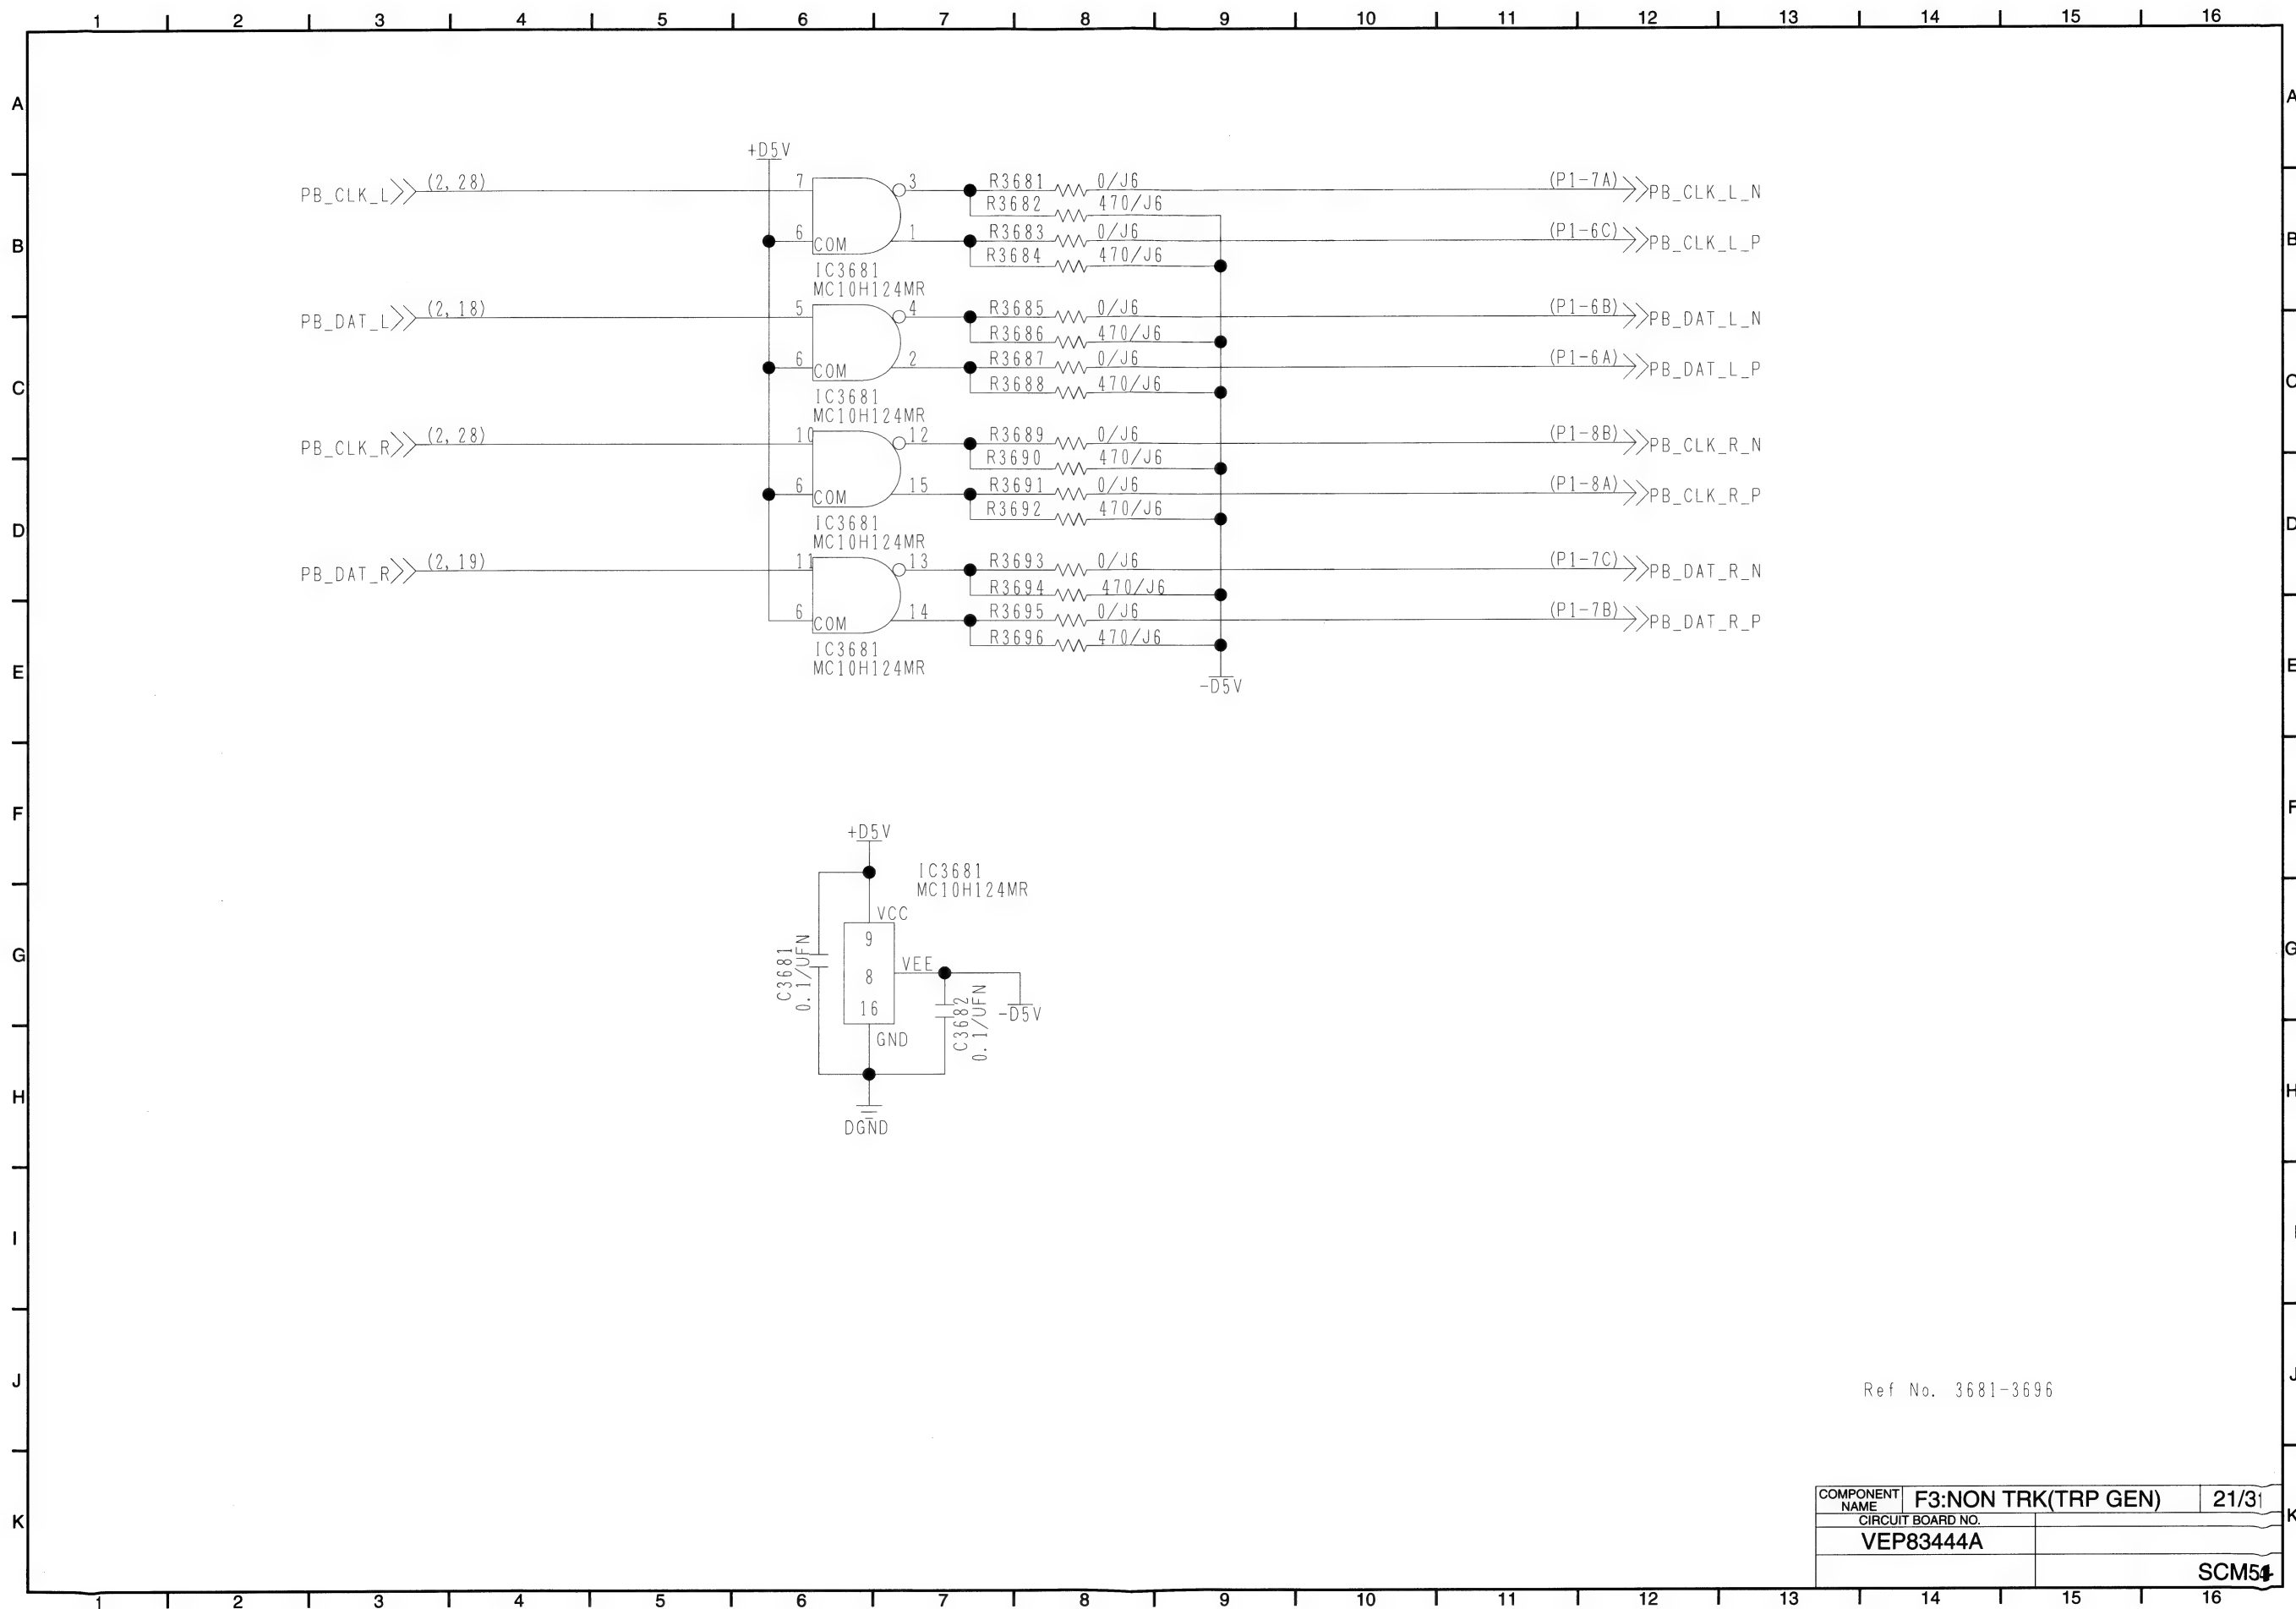 1 2 3 4 5 6 7 8 9 10 11 12 13 14 15 16
A A
+D5V
PB_CLK_L (2, 28) 7 3 R3681 0/J6 (P1-7A) PB_CLK_L_N
R3682 470/J6
B 6 COM 1 R3683 0/J6 (P1-6C) PB_CLK_L_P B
R3684 470/J6
IC3681
MC10H124MR
PB_DAT_L (2, 18) 5 4 R3685 0/J6 (P1-6B) PB_DAT_L_N
R3686 470/J6
6 COM 2 R3687 0/J6 (P1-6A) PB_DAT_L_P
C R3688 470/J6 C
IC3681
MC10H124MR
PB_CLK_R (2, 28) 10 12 R3689 0/J6 (P1-8B) PB_CLK_R_N
R3690 470/J6
6 COM 15 R3691 0/J6 (P1-8A) PB_CLK_R_P
R3692 470/J6
D IC3681 D
MC10H124MR
PB_DAT_R (2, 19) 11 13 R3693 0/J6 (P1-7C) PB_DAT_R_N
R3694 470/J6
6 COM 14 R3695 0/J6 (P1-7B) PB_DAT_R_P
R3696 470/J6
IC3681
MC10H124MR
E E
-D5V
F F
+D5V
IC3681
MC10H124MR
VCC
9
G C3681 G
0.1/UFN
8 VEE
16
C3682
0.1/UFN
-D5V
GND
H H
DGND
I I
J J
Ref No. 3681-3696
COMPONENT NAME F3:NON TRK(TRP GEN) 21/31
K K
CIRCUIT BOARD NO.
VEP83444A
1 2 3 4 5 6 7 8 9 10 11 12 13 14 15 16